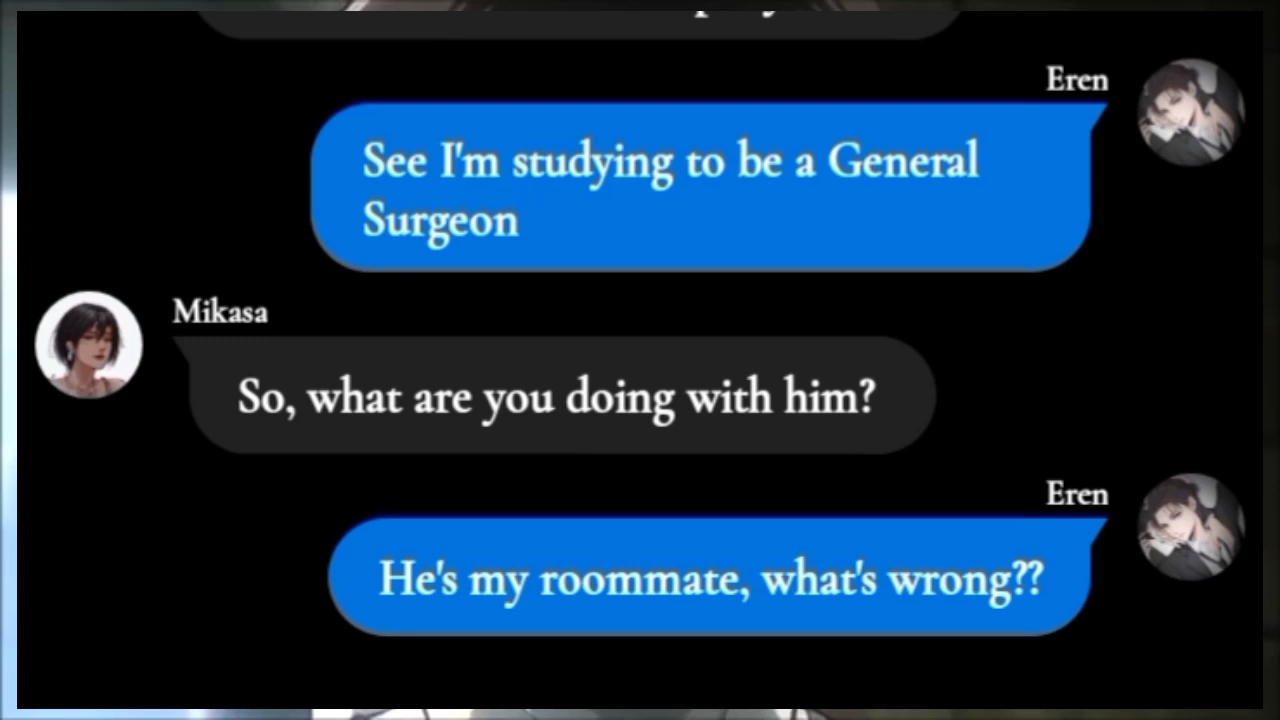 Eren
See I'm studying to be a General
Surgeon
Mikasa
So, what are you doing with him?
Eren
He's my roommate, what's wrong??